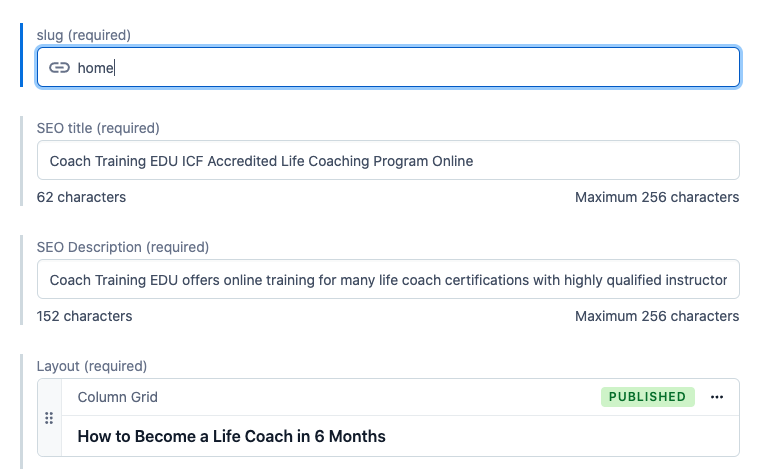 slug (required)
home
SEO title (required)
Coach Training EDU ICF Accredited Life Coaching Program Online
62 characters
Maximum 256 characters
SEO Description (required)
Coach Training EDU offers online training for many life coach certifications with highly qualified instructor
152 characters
Maximum 256 characters
Layout (required)
Column Grid
PUBLISHED
How to Become a Life Coach in 6 Months